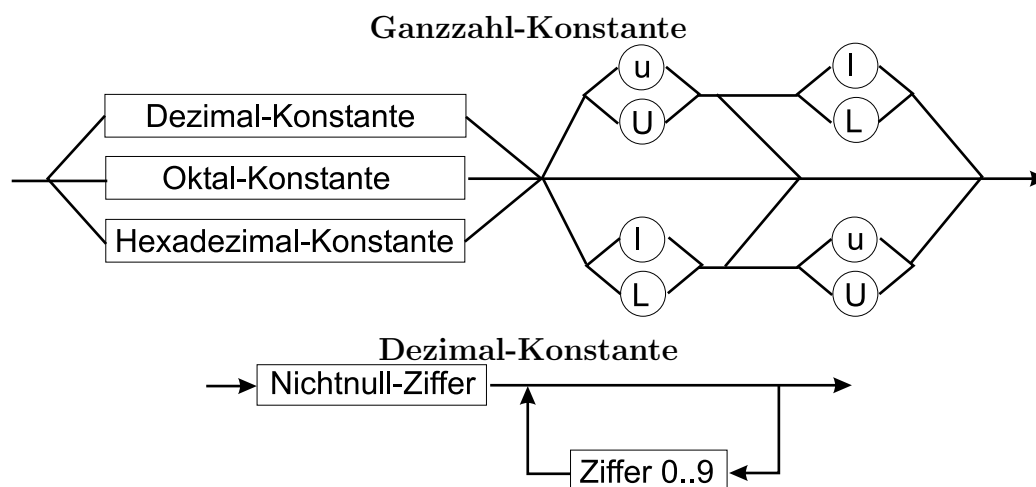 Ganzzahl-Konstante
u
l
U
L
Dezimal-Konstante
Oktal-Konstante
Hexadezimal-Konstante
l
u
L
U
Dezimal-Konstante
Nichtnull-Ziffer
Ziffer 0..9